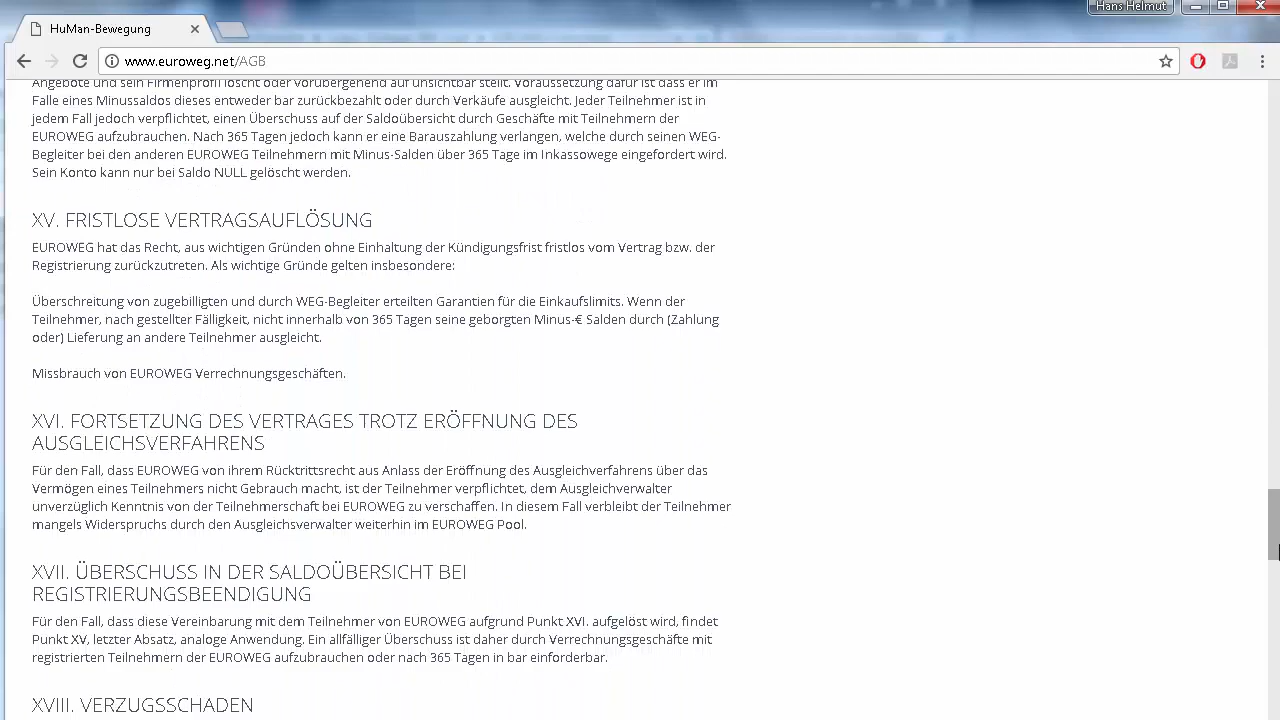 Hans Helmut
HuMan-Bewegung
www.euroweg.net/AGB
Angebote und sein Firmenprofil löscht oder vorübergehend auf unsichtbar stellt. Voraussetzung dafür ist dass er im
Falle eines Minussaldos dieses entweder bar zurückbezahlt oder durch Verkäufe ausgleicht. Jeder Teilnehmer ist in
jedem Fall jedoch verpflichtet, einen Überschuss auf der Saldoübersicht durch Geschäfte mit Teilnehmern der
EUROWEG aufzubrauchen. Nach 365 Tagen jedoch kann er eine Barauszahlung verlangen, welche durch seinen WEG-
Begleiter bei den anderen EUROWEG Teilnehmern mit Minus-Salden über 365 Tage im Inkassowege eingefordert wird.
Sein Konto kann nur bei Saldo NULL gelöscht werden.
XV. FRISTLOSE VERTRAGSAUFLÖSUNG
EUROWEG hat das Recht, aus wichtigen Gründen ohne Einhaltung der Kündigungsfrist fristlos vom Vertrag bzw. der
Registrierung zurückzutreten. Als wichtige Gründe gelten insbesondere:
Überschreitung von zugebilligten und durch WEG-Begleiter erteilten Garantien für die Einkaufslimits. Wenn der
Teilnehmer, nach gestellter Fälligkeit, nicht innerhalb von 365 Tagen seine geborgten Minus-€ Salden durch (Zahlung
oder) Lieferung an andere Teilnehmer ausgleicht.
Missbrauch von EUROWEG Verrechnungsgeschäften.
XVI. FORTSETZUNG DES VERTRAGES TROTZ ERÖFFNUNG DES
AUSGLEICHSVERFAHRENS
Für den Fall, dass EUROWEG von ihrem Rücktrittsrecht aus Anlass der Eröffnung des Ausgleichverfahrens über das
Vermögen eines Teilnehmers nicht Gebrauch macht, ist der Teilnehmer verpflichtet, dem Ausgleichverwalter
unverzüglich Kenntnis von der Teilnehmerschaft bei EUROWEG zu verschaffen. In diesem Fall verbleibt der Teilnehmer
mangels Widerspruchs durch den Ausgleichsverwalter weiterhin im EUROWEG Pool.
XVII. ÜBERSCHUSS IN DER SALDOÜBERSICHT BEI
REGISTRIERUNGSBEENDIGUNG
Für den Fall, dass diese Vereinbarung mit dem Teilnehmer von EUROWEG aufgrund Punkt XVI. aufgelöst wird, findet
Punkt XV, letzter Absatz, analoge Anwendung. Ein allfälliger Überschuss ist daher durch Verrechnungsgeschäfte mit
registrierten Teilnehmern der EUROWEG aufzubrauchen oder nach 365 Tagen in bar einforderbar.
XVIII. VERZUGSSCHADEN